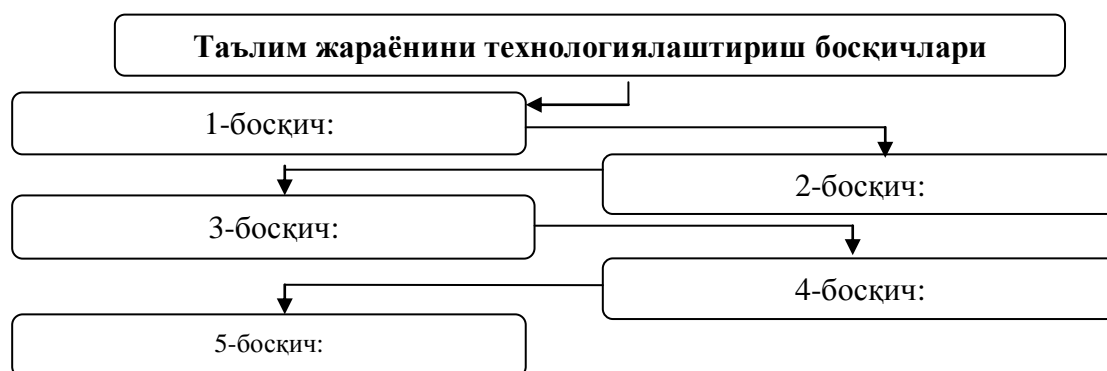 Таълим жараёнини технологиялаштириш босқичлари
1-босқич:
2-босқич:
3-босқич:
4-босқич:
5-босқич: